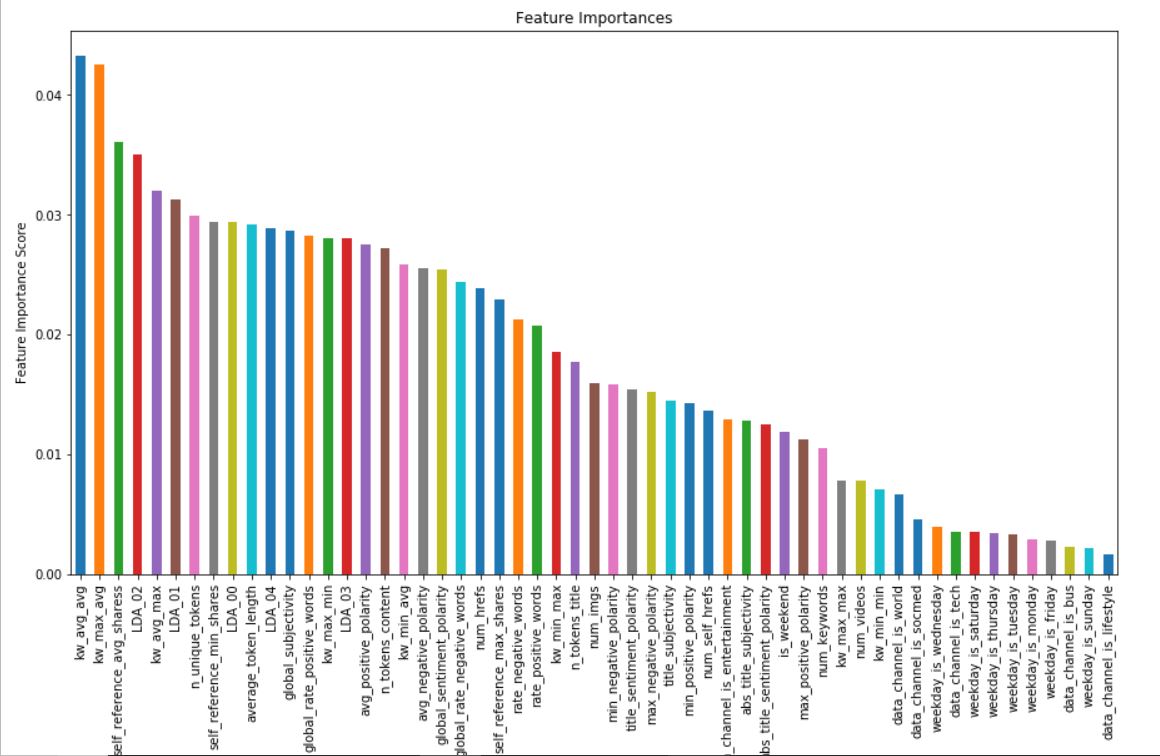 Feature Importances
Feature Importance Score
0.04
0.03
0.02
0.01
0.00
kw_avg_avg
kw_max_avg
self_reference_avg_sharess
LDA_02
kw_avg_max
LDA_01
n_unique_tokens
self_reference_min_shares
LDA_00
average_token_length
LDA_04
global_subjectivity
global_rate_positive_words
kw_max_min
LDA_03
avg_positive_polarity
n_tokens_content
kw_min_avg
avg_negative_polarity
global_sentiment_polarity
global_rate_negative_words
num_hrefs
self_reference_max_shares
rate_negative_words
rate_positive_words
kw_min_max
n_tokens_title
num_imgs
min_negative_polarity
title_sentiment_polarity
max_negative_polarity
title_subjectivity
min_positive_polarity
num_self_hrefs
_channel_is_entertainment
abs_title_subjectivity
bs_title_sentiment_polarity
is_weekend
max_positive_polarity
num_keywords
kw_max_max
num_videos
kw_min_min
data_channel_is_world
data_channel_is_socmed
weekday_is_wednesday
data_channel_is_tech
weekday_is_saturday
weekday_is_thursday
weekday_is_tuesday
weekday_is_monday
weekday_is_friday
data_channel_is_bus
weekday_is_sunday
data_channel_is_lifestyle